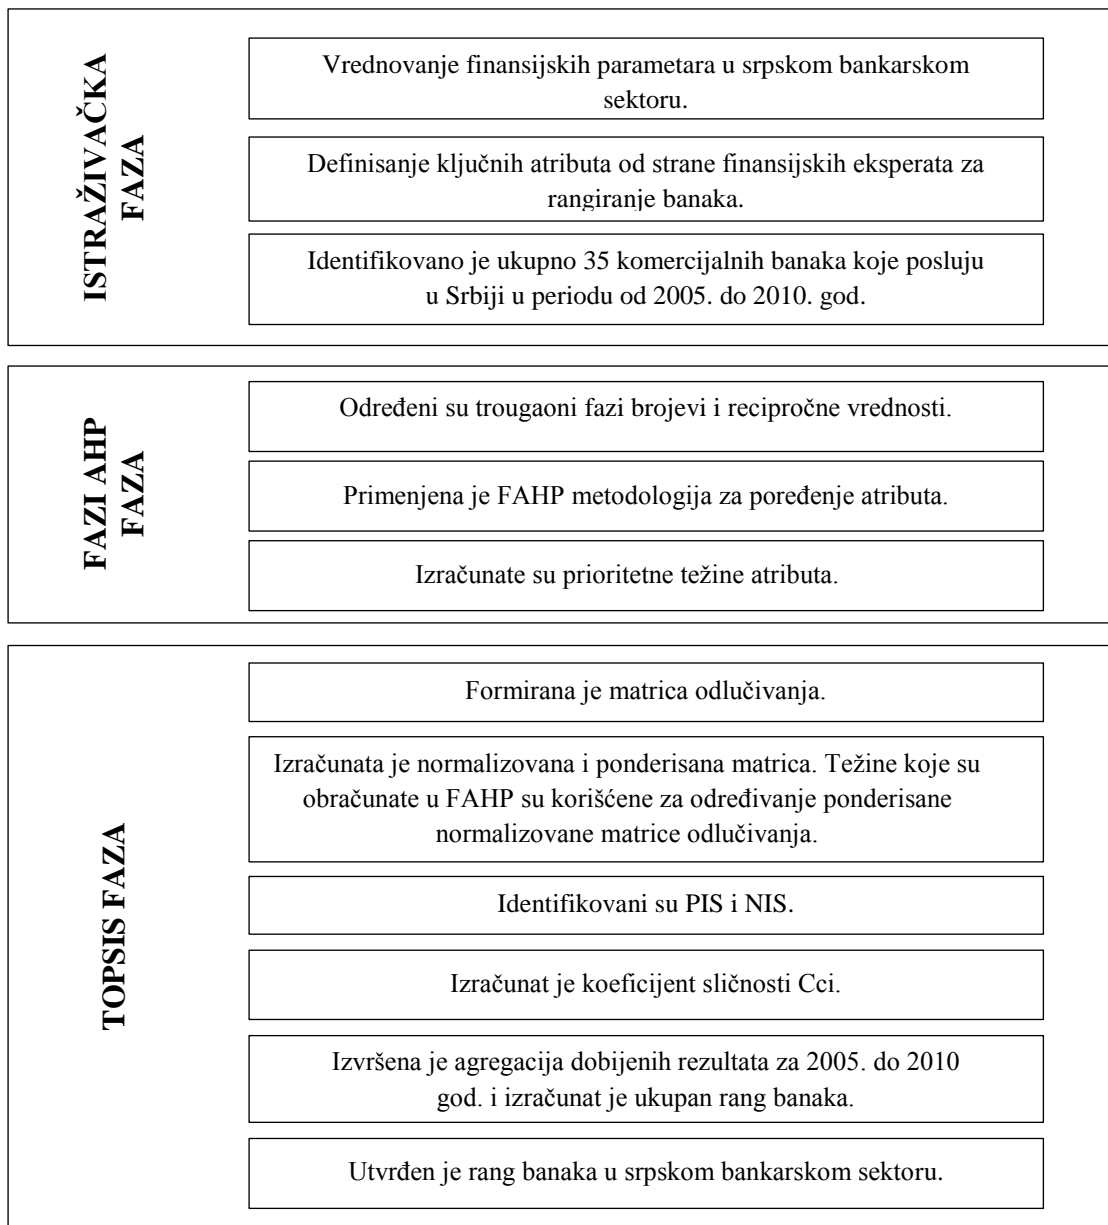 ISTRAŽIVAČKA
FAZA
Vrednovanje finansijskih parametara u srpskom bankarskom
sektoru.
Definisanje ključnih atributa od strane finansijskih eksperata za
rangiranje banaka.
Identifikovano je ukupno 35 komercijalnih banaka koje posluju
u Srbiji u periodu od 2005. do 2010. god.
FAZI AHP
FAZA
Određeni su trougaoni fazi brojevi i recipročne vrednosti.
Primenjena je FAHP metodologija za poređenje atributa.
Izračunate su prioritetne težine atributa.
TOPSIS FAZA
Formirana je matrica odlučivanja.
Izračunata je normalizovana i ponderisana matrica. Težine koje su
obračunate u FAHP su korišćene za određivanje ponderisane
normalizovane matrice odlučivanja.
Identifikovani su PIS i NIS.
Izračunat je koeficijent sličnosti Cci.
Izvršena je agregacija dobijenih rezultata za 2005. do 2010
god. i izračunat je ukupan rang banaka.
Utvrđen je rang banaka u srpskom bankarskom sektoru.